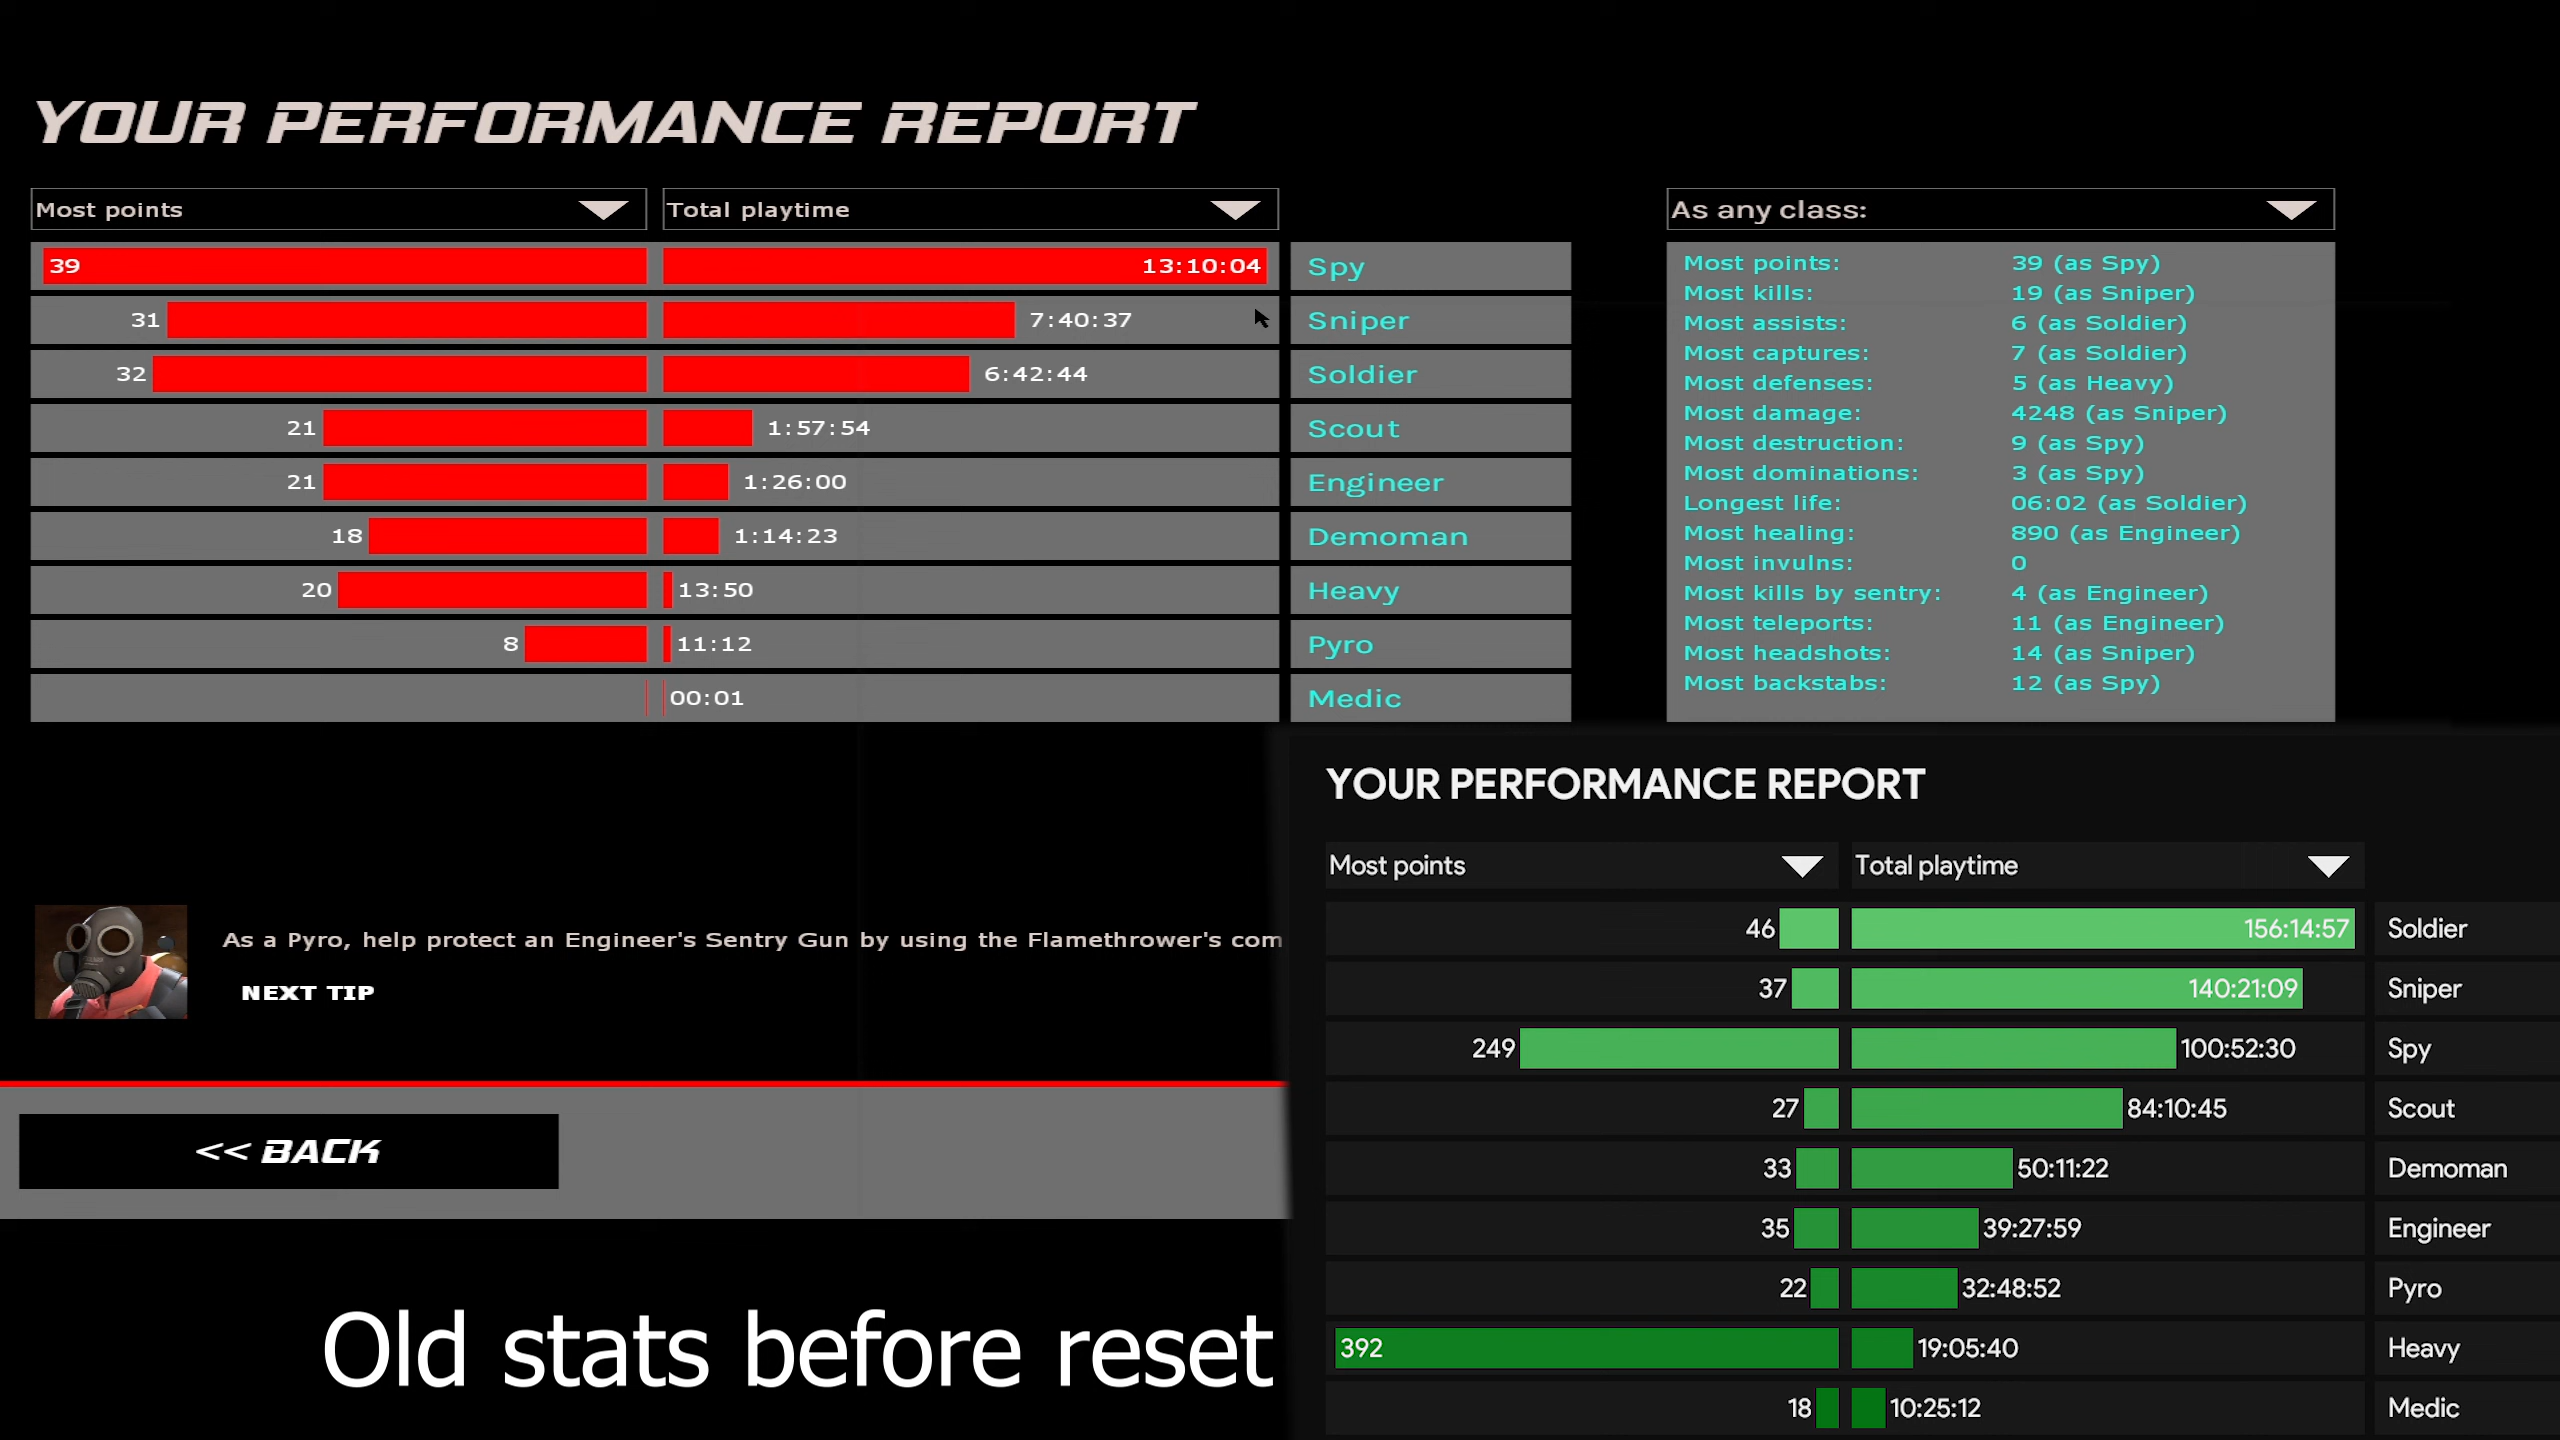 YOUR PERFORMANCE REPORT
Most points Total playtime
39 13:10:04 Spy
31 7:40:37 Sniper
32 6:42:44 Soldier
21 1:57:54 Scout
21 1:26:00 Engineer
18 1:14:23 Demoman
20 13:50 Heavy
8 11:12 Pyro
00:01 Medic
As any class:
Most points: 39 (as Spy)
Most kills: 19 (as Sniper)
Most assists: 6 (as Soldier)
Most captures: 7 (as Soldier)
Most defenses: 5 (as Heavy)
Most damage: 4248 (as Sniper)
Most destruction: 9 (as Spy)
Most dominations: 3 (as Spy)
Longest life: 06:02 (as Soldier)
Most healing: 890 (as Engineer)
Most invulns: 0
Most kills by sentry: 4 (as Engineer)
Most teleports: 11 (as Engineer)
Most headshots: 14 (as Sniper)
Most backstabs: 12 (as Spy)
As a Pyro, help protect an Engineer's Sentry Gun by using the Flamethrower's com
NEXT TIP
<< BACK
Old stats before reset
YOUR PERFORMANCE REPORT
Most points Total playtime
46 156:14:57 Soldier
37 140:21:09 Sniper
249 100:52:30 Spy
27 84:10:45 Scout
33 50:11:22 Demoman
35 39:27:59 Engineer
22 32:48:52 Pyro
392 19:05:40 Heavy
18 10:25:12 Medic